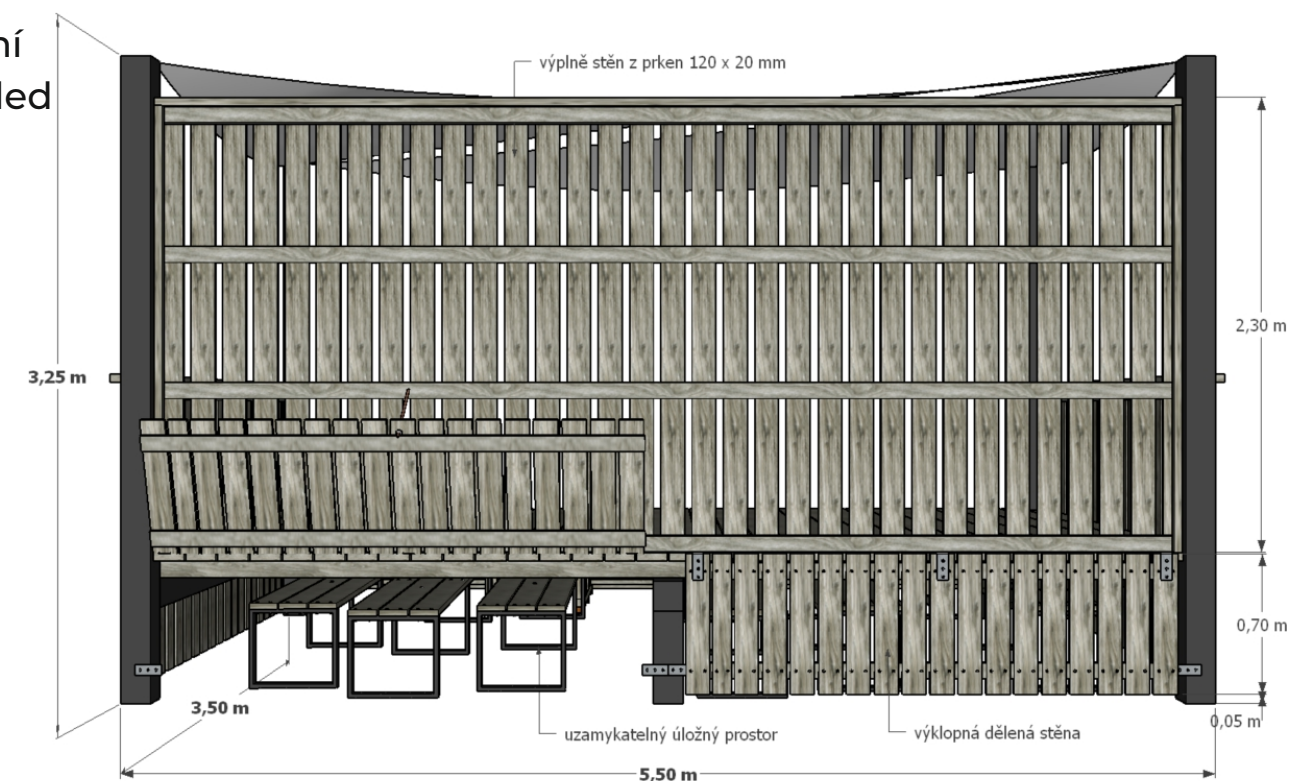 ní
led
výplně stěn z prken 120 x 20 mm
2,30 m
3,25 m
0,70 m
3,50 m
0,05 m
uzamykatelný úložný prostor
výklopná dělená stěna
5,50 m